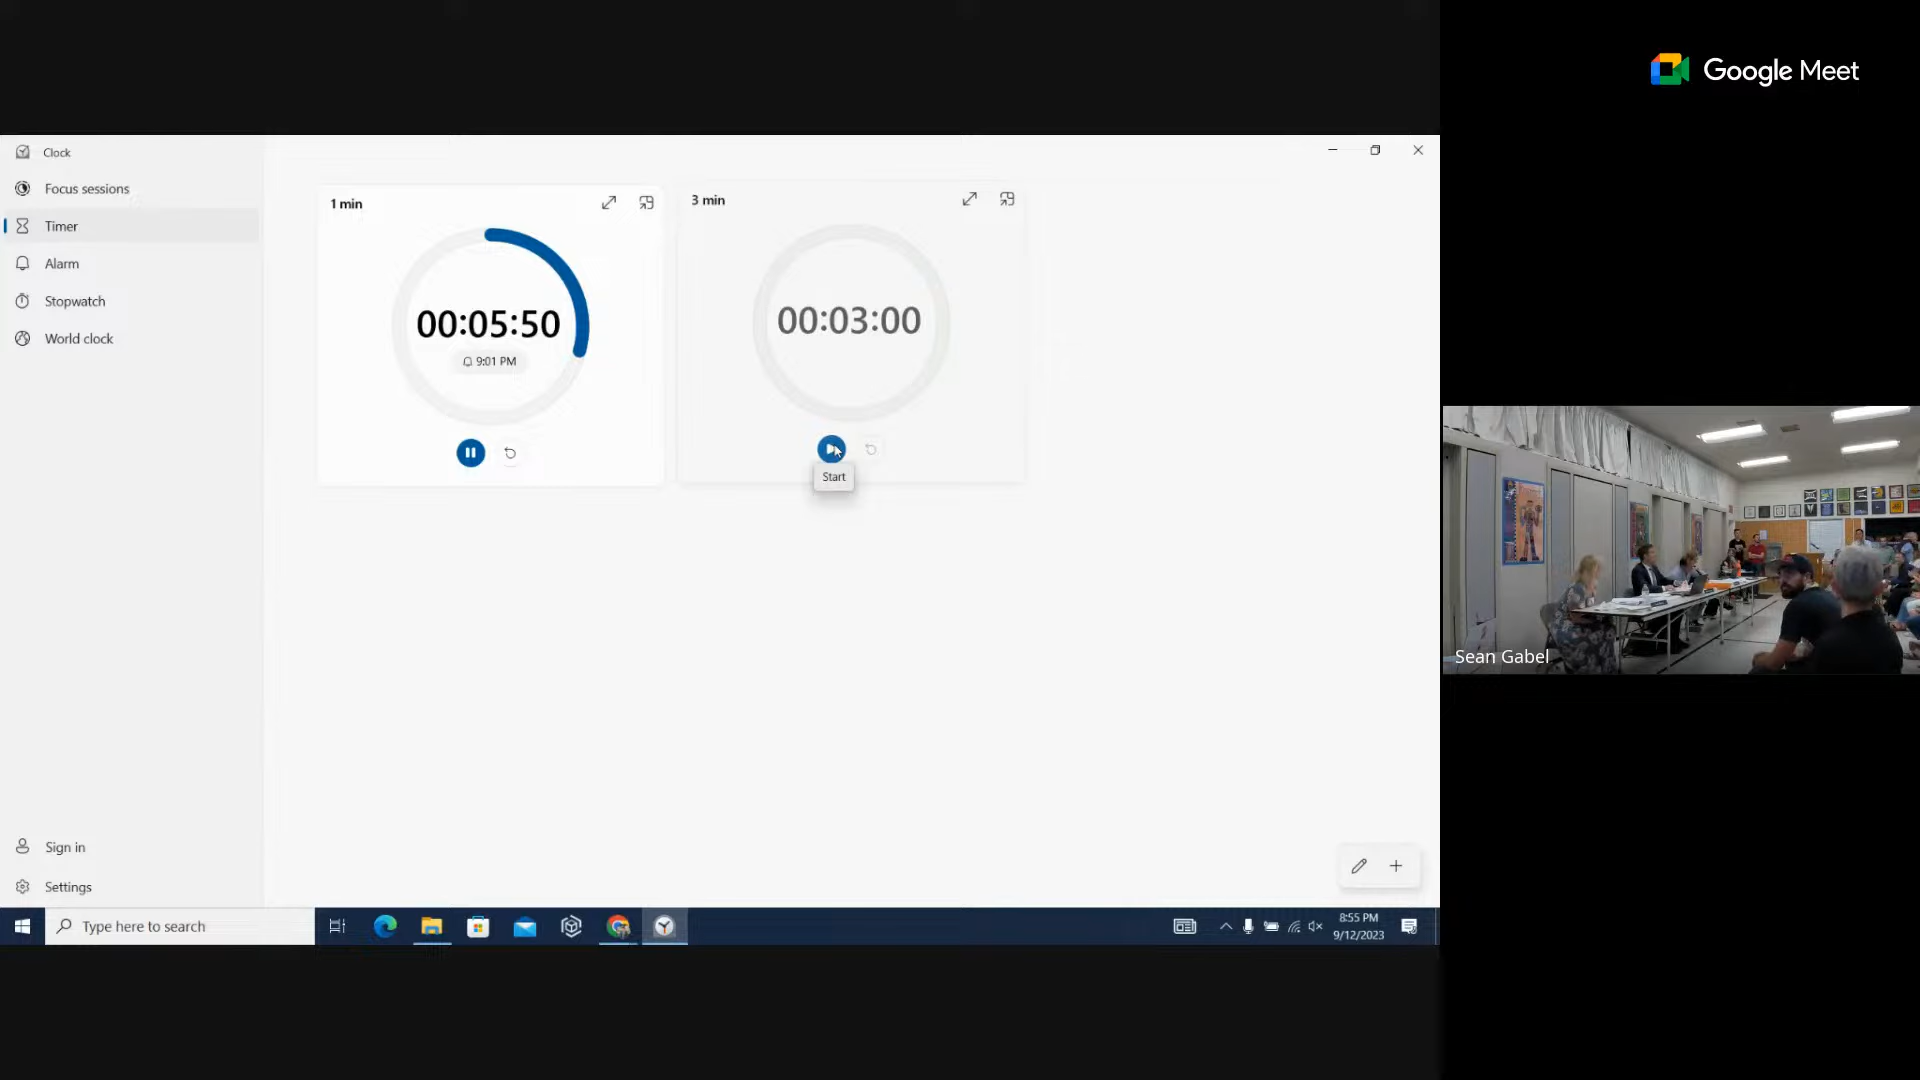 Google Meet
Clock
Focus sessions
Timer
Alarm
Stopwatch
World clock
1 min
00:05:50
9:01 PM
3 min
00:03:00
Start
Sean Gabel
Sign in
Settings
Type here to search
8:55 PM
9/12/2023